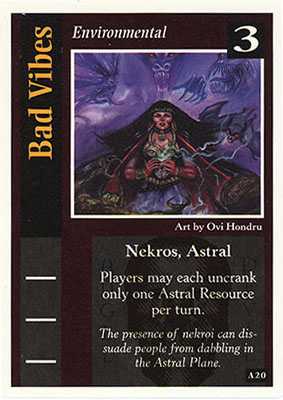 Bad Vibes
Environmental
3
Art by Ovi Hondru
Nekros, Astral
Players may each uncrank
only one Astral Resource
per turn.
The presence of nekroi can dis-
suade people from dabbling in
the Astral Plane.
A20